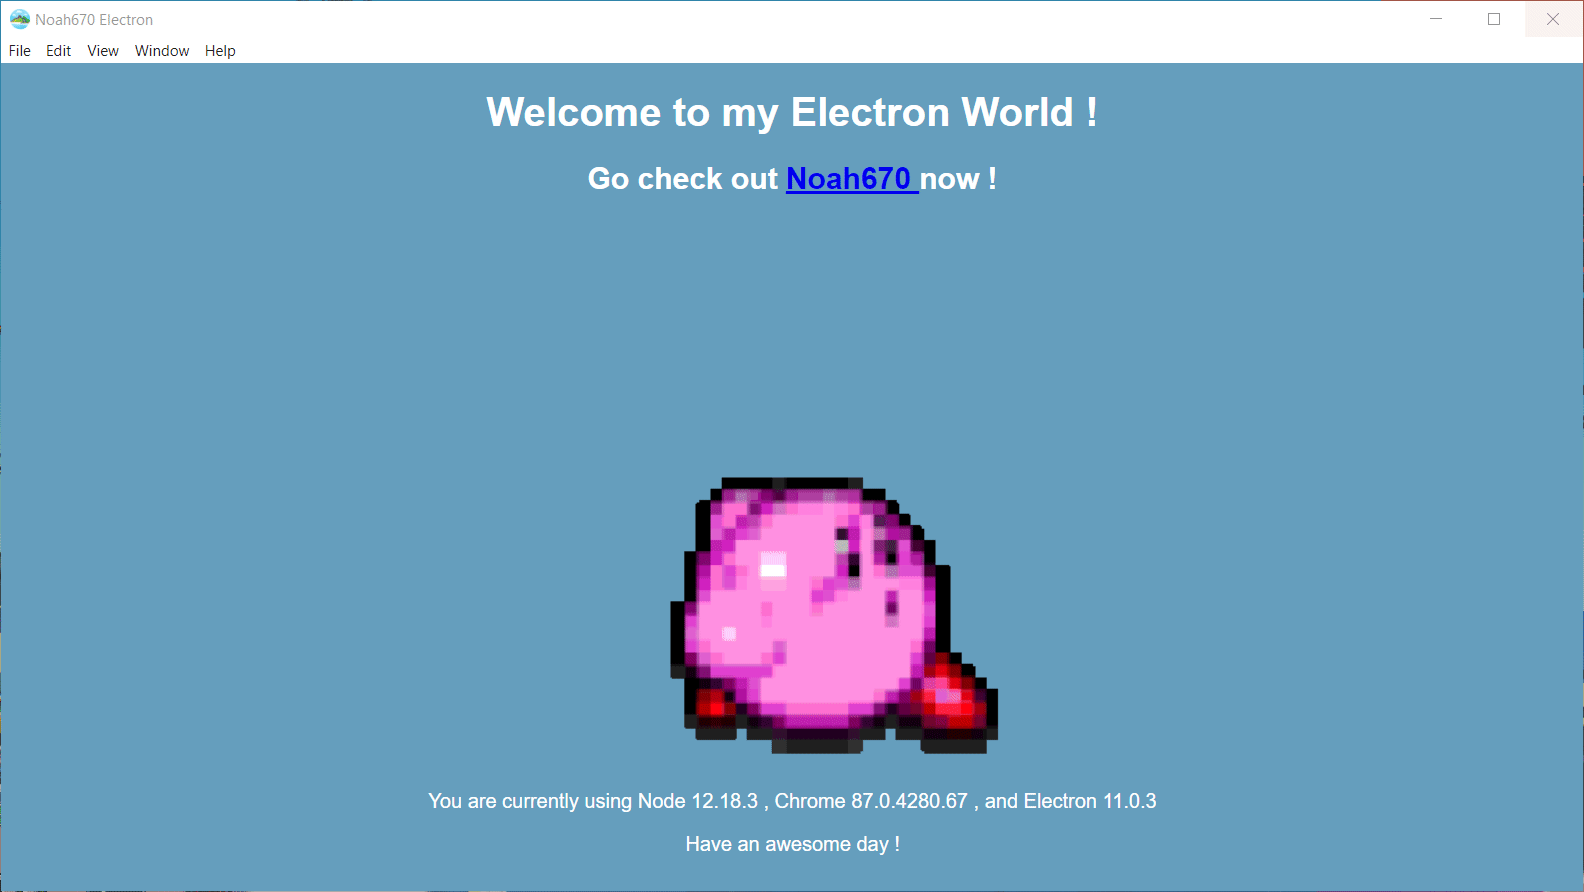 Noah670 Electron
File Edit View Window Help
Welcome to my Electron World !
Go check out Noah670 now !
You are currently using Node 12.18.3 , Chrome 87.0.4280.67 , and Electron 11.0.3
Have an awesome day !